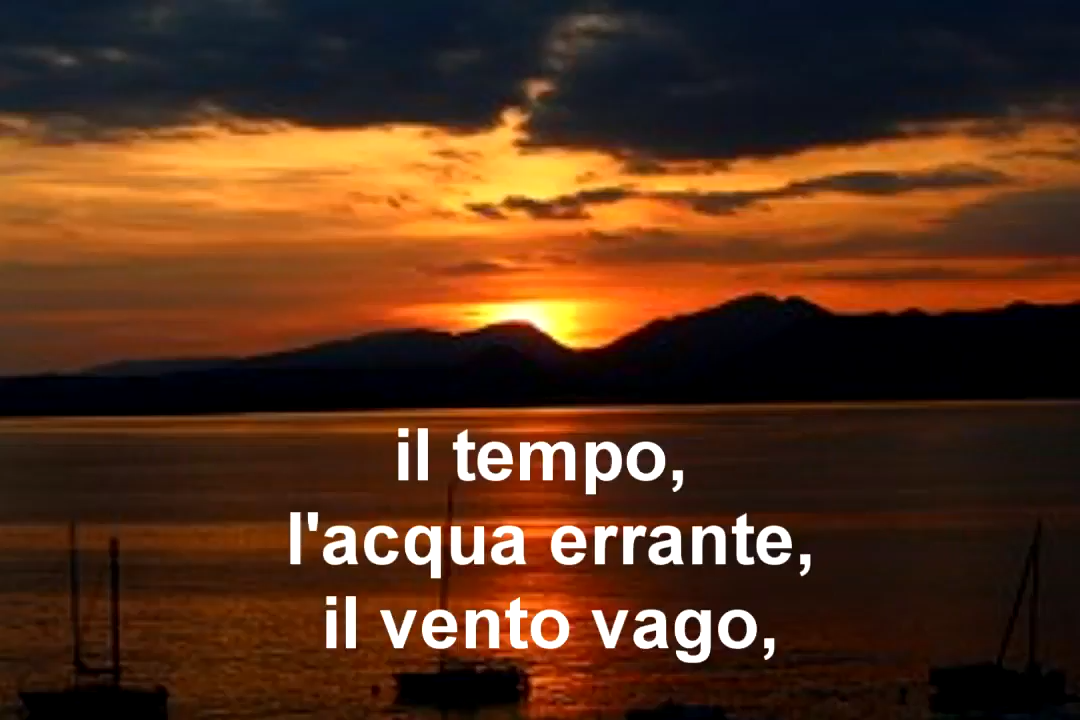 il tempo,
l'acqua errante,
il vento vago,